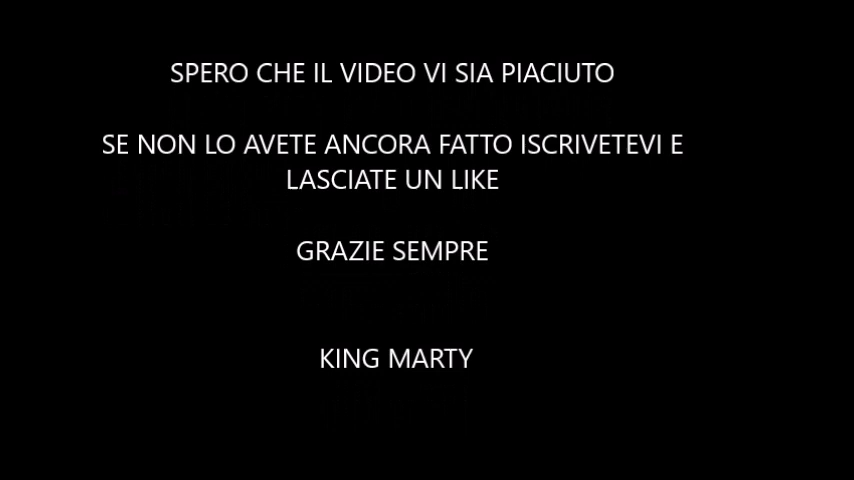 SPERO CHE IL VIDEO VI SIA PIACIUTO
SE NON LO AVETE ANCORA FATTO ISCRIVETEVI E
LASCIATE UN LIKE
GRAZIE SEMPRE
KING MARTY